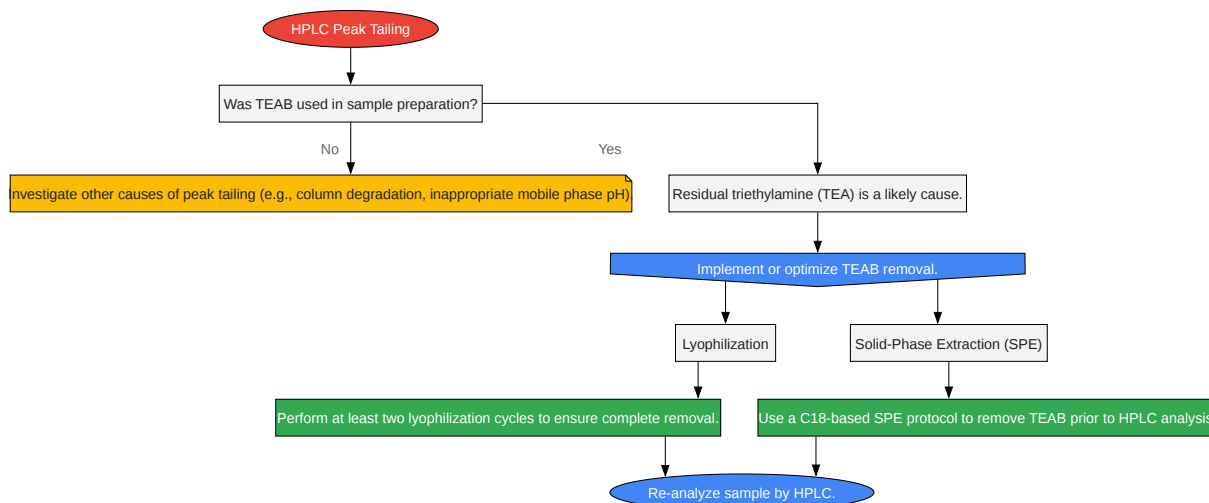 HPLC Peak Tailing
Was TEAB used in sample preparation?
No
Yes
Investigate other causes of peak tailing (e.g., column degradation, inappropriate mobile phase pH).
Residual triethylamine (TEA) is a likely cause.
Implement or optimize TEAB removal.
Lyophilization
Solid-Phase Extraction (SPE)
Perform at least two lyophilization cycles to ensure complete removal.
Use a C18-based SPE protocol to remove TEAB prior to HPLC analysis
Re-analyze sample by HPLC.